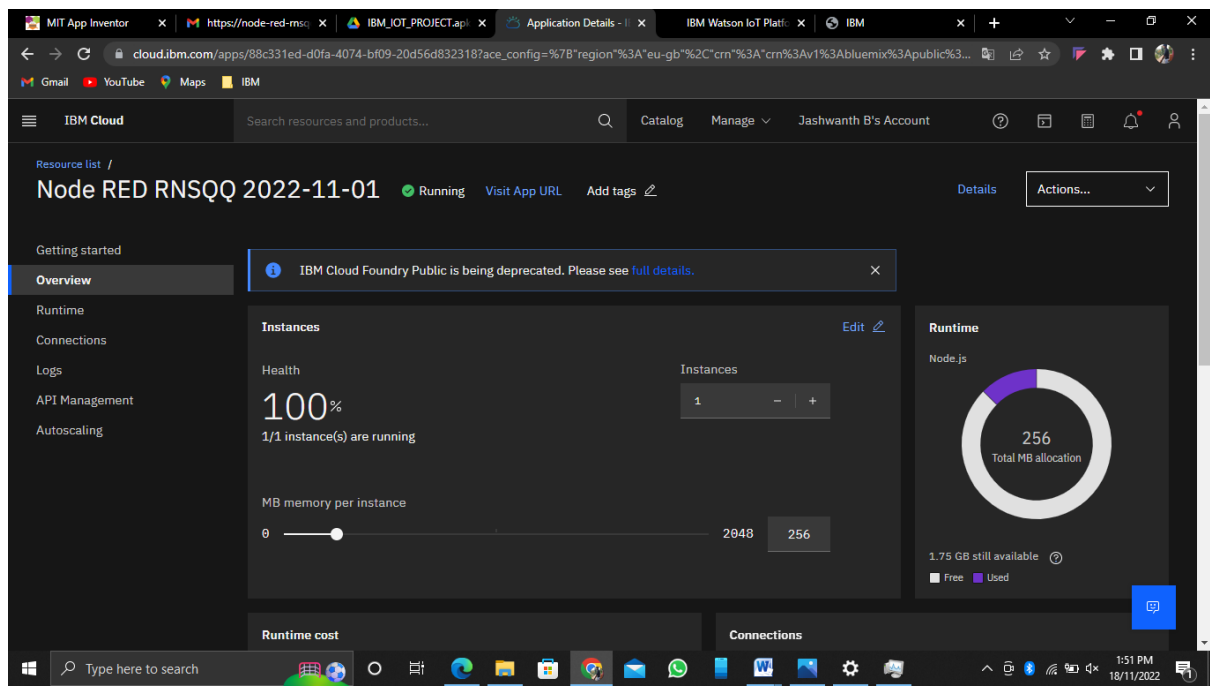 MIT App Inventor
https://node-red-rnsq
IBM_IOT_PROJECT.apk
Application Details - I
IBM Watson IoT Platfo
IBM
cloud.ibm.com/apps/88c331ed-d0fa-4074-bf09-20d56d832318?ace_config=%7B"region"%3A"eu-gb"%2C"crn"%3A"crn%3Av1%3Abluemix%3Apublic%3...
Gmail YouTube Maps IBM
IBM Cloud
Search resources and products...
Catalog
Manage
Jashwanth B's Account
Resource list /
Node RED RNSQQ 2022-11-01
Running
Visit App URL
Add tags
Details
Actions...
Getting started
Overview
Runtime
Connections
Logs
API Management
Autoscaling
IBM Cloud Foundry Public is being deprecated. Please see full details.
Instances
Edit
Health
100%
1/1 instance(s) are running
Instances
1 - | +
MB memory per instance
0 2048 256
Runtime
Node.js
256
Total MB allocation
1.75 GB still available
Free Used
Runtime cost
Connections
Type here to search
1:51 PM
18/11/2022
1